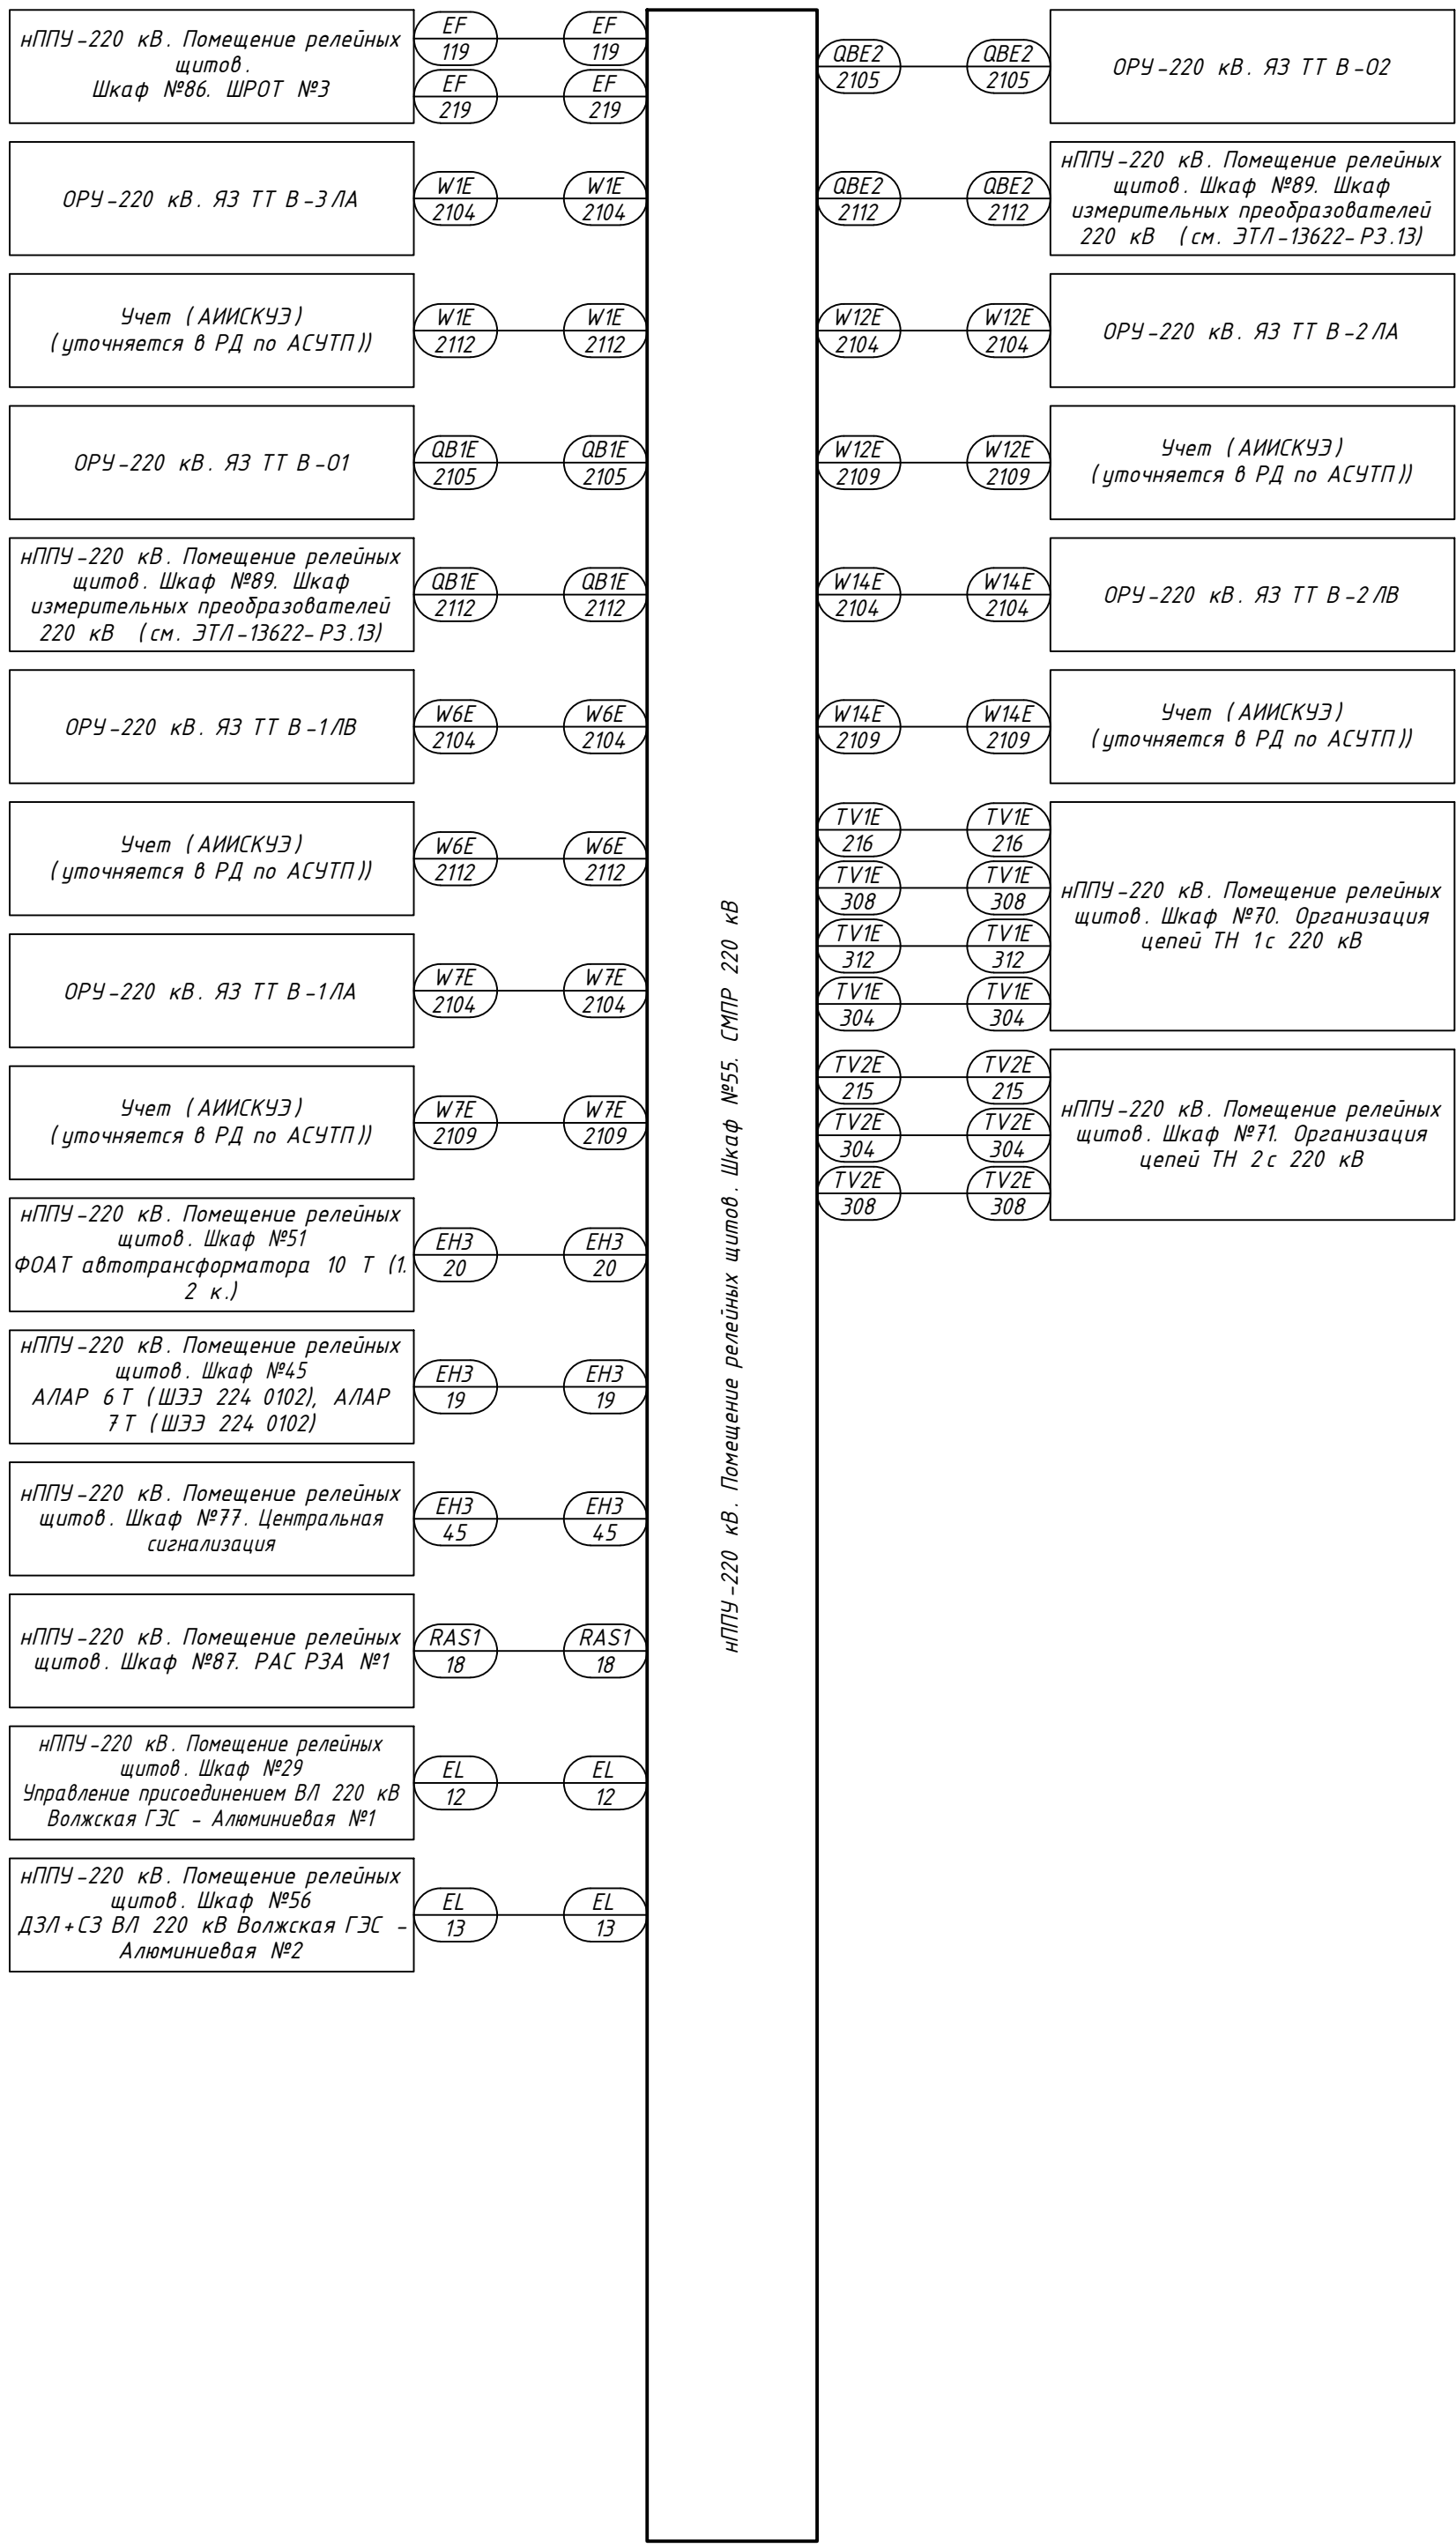 нППУ-220 кВ. Помещение релейных
щитов.
Шкаф №86. ШРОТ №3
EF
119
EF
119
EF
219
EF
219
ОРУ-220 кВ. ЯЗ ТТ В-3ЛА
W1E
2104
W1E
2104
Учет (АИИСКУЭ)
(уточняется в РД по АСУТП))
W1E
2112
W1E
2112
ОРУ-220 кВ. ЯЗ ТТ В-О1
QB1E
2105
QB1E
2105
нППУ-220 кВ. Помещение релейных
щитов. Шкаф №89. Шкаф
измерительных преобразователей
220 кВ (см. ЭТЛ-13622-РЗ.13)
QB1E
2112
QB1E
2112
ОРУ-220 кВ. ЯЗ ТТ В-1ЛВ
W6E
2104
W6E
2104
Учет (АИИСКУЭ)
(уточняется в РД по АСУТП))
W6E
2112
W6E
2112
ОРУ-220 кВ. ЯЗ ТТ В-1ЛА
W7E
2104
W7E
2104
Учет (АИИСКУЭ)
(уточняется в РД по АСУТП))
W7E
2109
W7E
2109
нППУ-220 кВ. Помещение релейных
щитов. Шкаф №51
ФОАТ автотрансформатора 10 Т (1.
2 к.)
EH3
20
EH3
20
нППУ-220 кВ. Помещение релейных
щитов. Шкаф №45
АЛАР 6Т (ШЭЭ 224 0102), АЛАР
7Т (ШЭЭ 224 0102)
EH3
19
EH3
19
нППУ-220 кВ. Помещение релейных
щитов. Шкаф №77. Центральная
сигнализация
EH3
45
EH3
45
нППУ-220 кВ. Помещение релейных
щитов. Шкаф №87. РАС РЗА №1
RAS1
18
RAS1
18
нППУ-220 кВ. Помещение релейных
щитов. Шкаф №29
Управление присоединением ВЛ 220 кВ
Волжская ГЭС - Алюминиевая №1
EL
12
EL
12
нППУ-220 кВ. Помещение релейных
щитов. Шкаф №56
ДЗЛ+СЗ ВЛ 220 кВ Волжская ГЭС -
Алюминиевая №2
EL
13
EL
13
нППУ-220 кВ. Помещение релейных щитов. Шкаф №55. СМПР 220 кВ
QBE2
2105
QBE2
2105
ОРУ-220 кВ. ЯЗ ТТ В-О2
QBE2
2112
QBE2
2112
нППУ-220 кВ. Помещение релейных
щитов. Шкаф №89. Шкаф
измерительных преобразователей
220 кВ (см. ЭТЛ-13622-РЗ.13)
W12E
2104
W12E
2104
ОРУ-220 кВ. ЯЗ ТТ В-2ЛА
W12E
2109
W12E
2109
Учет (АИИСКУЭ)
(уточняется в РД по АСУТП))
W14E
2104
W14E
2104
ОРУ-220 кВ. ЯЗ ТТ В-2ЛВ
W14E
2109
W14E
2109
Учет (АИИСКУЭ)
(уточняется в РД по АСУТП))
TV1E
216
TV1E
216
TV1E
308
TV1E
308
TV1E
312
TV1E
312
TV1E
304
TV1E
304
нППУ-220 кВ. Помещение релейных
щитов. Шкаф №70. Организация
цепей ТН 1с 220 кВ
TV2E
215
TV2E
215
TV2E
304
TV2E
304
TV2E
308
TV2E
308
нППУ-220 кВ. Помещение релейных
щитов. Шкаф №71. Организация
цепей ТН 2с 220 кВ